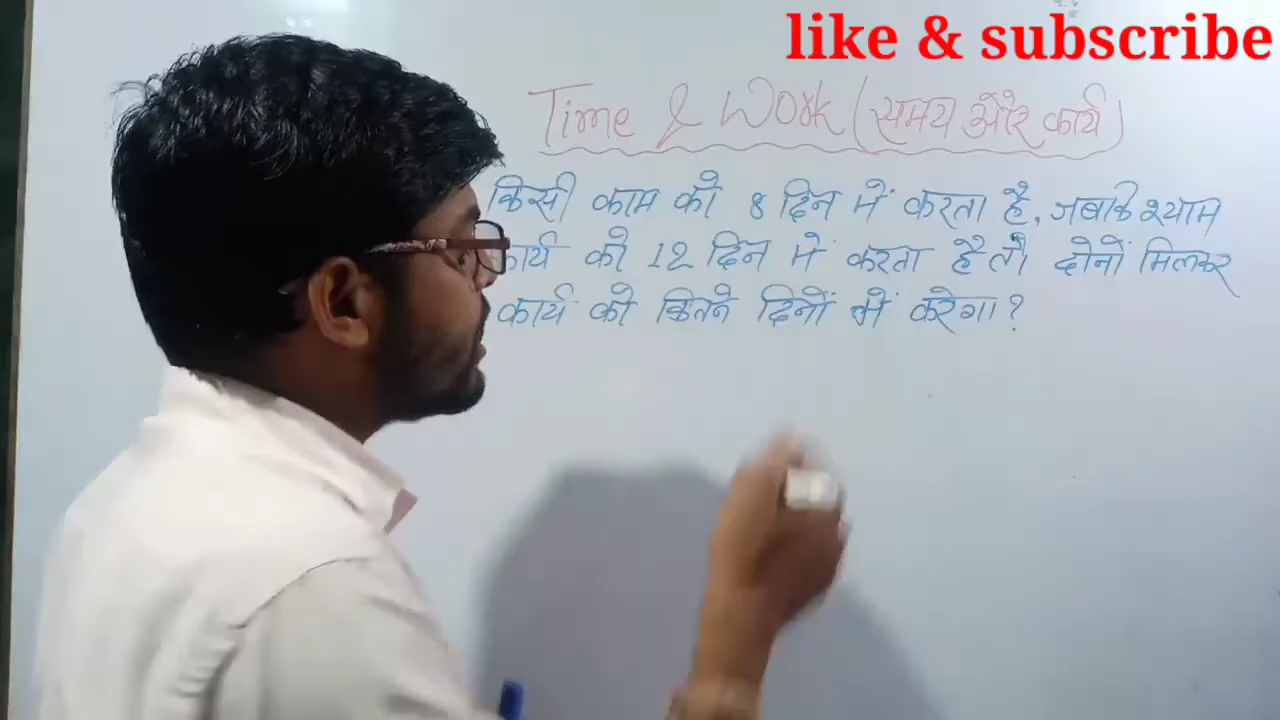 like & subscribe
Time & Work (समय और कार्य)
किसी काम को 8 दिन में करता है, जबकि श्याम
कार्य को 12 दिन में करता है तो दोनों मिलकर
कार्य को कितने दिनों में करेगा?